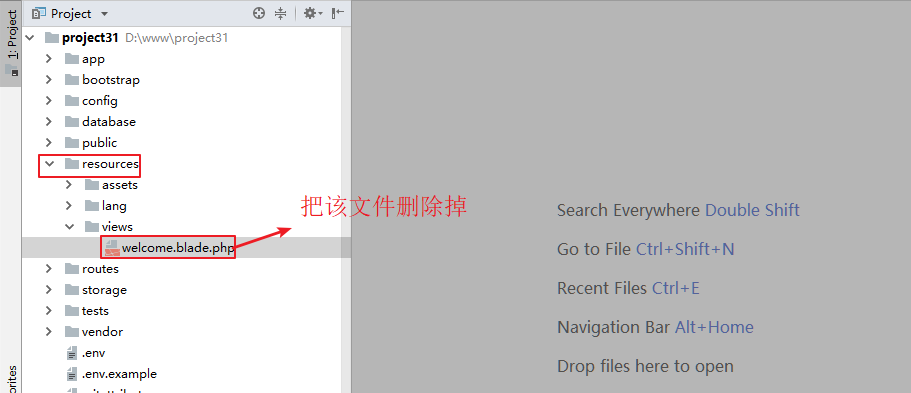 1: Project
Project
project31 D:\www\project31
app
bootstrap
config
database
public
resources
assets
lang
views
welcome.blade.php
routes
storage
tests
vendor
.env
.env.example
把该文件删除掉
Search Everywhere Double Shift
Go to File Ctrl+Shift+N
Recent Files Ctrl+E
Navigation Bar Alt+Home
Drop files here to open